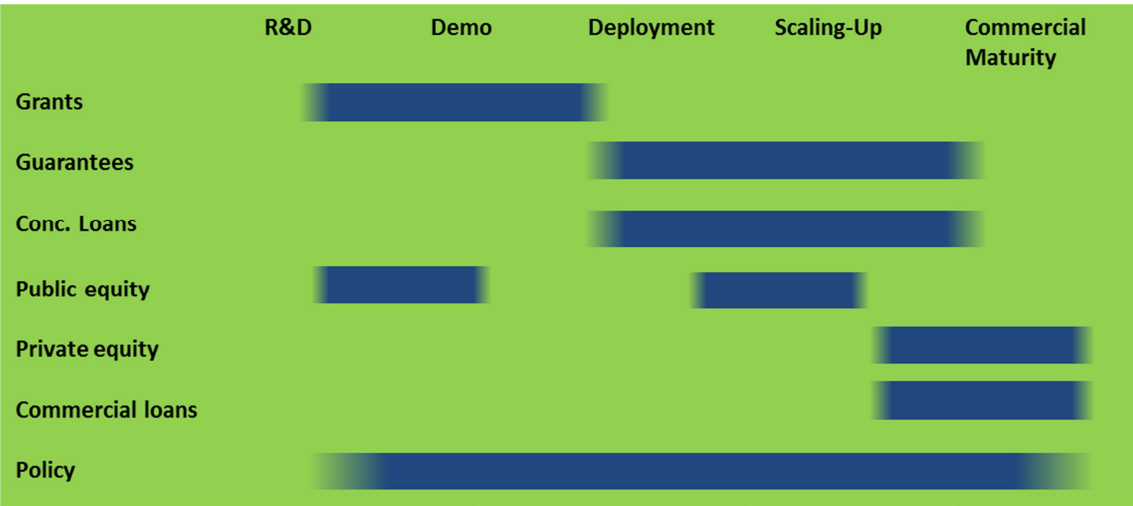 R&D Demo Deployment Scaling-Up Commercial
Maturity
Grants
Guarantees
Conc. Loans
Public equity
Private equity
Commercial loans
Policy